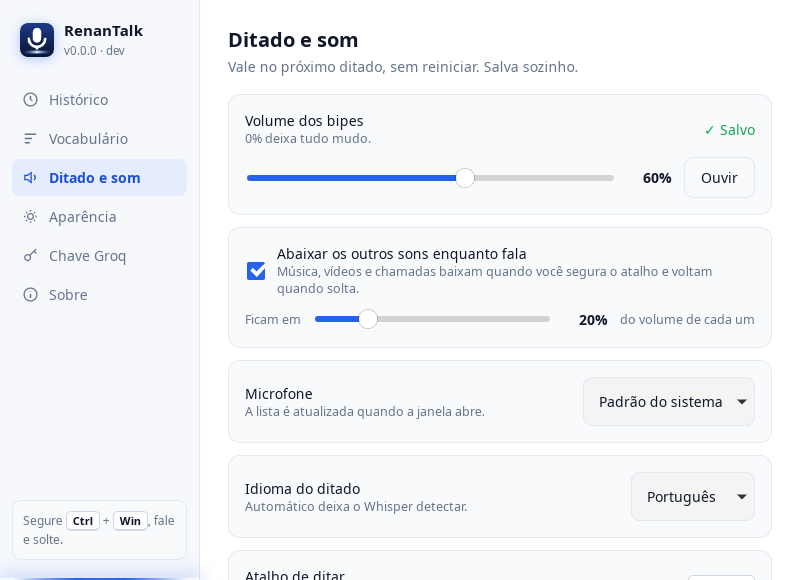 RenanTalk
v0.0.0 · dev
Histórico
Vocabulário
Ditado e som
Aparência
Chave Groq
Sobre
Segure Ctrl + Win, fale
e solte.
Ditado e som
Vale no próximo ditado, sem reiniciar. Salva sozinho.
Volume dos bipes
0% deixa tudo mudo.
✓ Salvo
60%
Ouvir
Abaixar os outros sons enquanto fala
Música, vídeos e chamadas baixam quando você segura o atalho e voltam
quando solta.
Ficam em 20% do volume de cada um
Microfone
A lista é atualizada quando a janela abre.
Padrão do sistema
Idioma do ditado
Automático deixa o Whisper detectar.
Português
Atalho de ditar